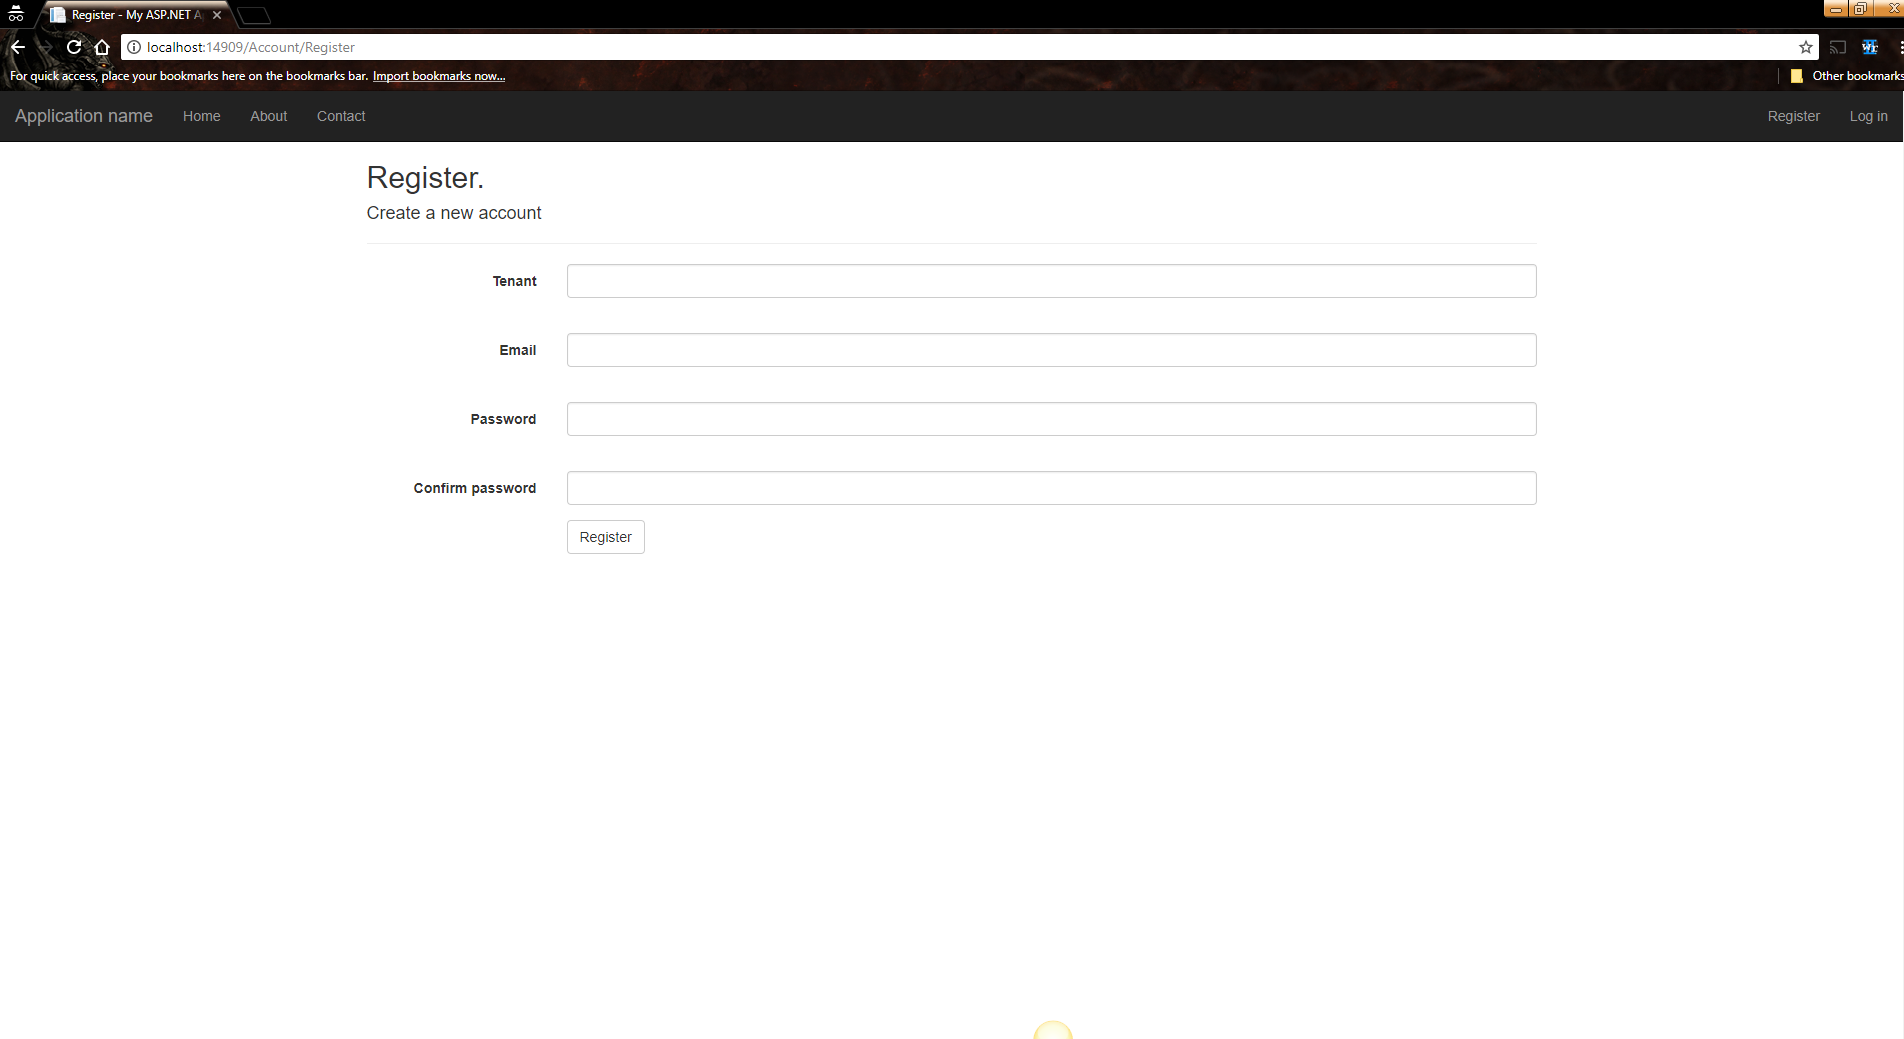 Register - My ASP.NET A
localhost:14909/Account/Register
For quick access, place your bookmarks here on the bookmarks bar. Import bookmarks now...
Other bookmarks
Application name Home About Contact Register Log in
Register.
Create a new account
Tenant
Email
Password
Confirm password
Register